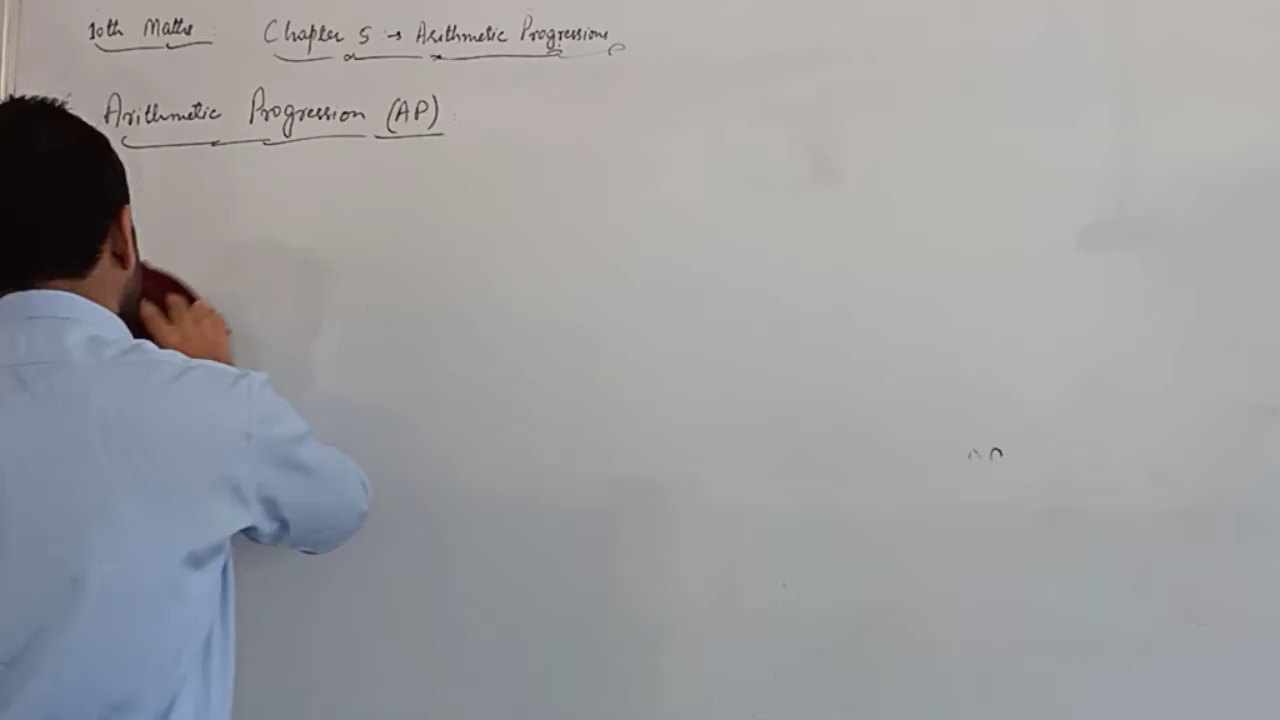 10th Maths Chapter 5 → Arithmetic Progressions
Arithmetic Progression (AP)